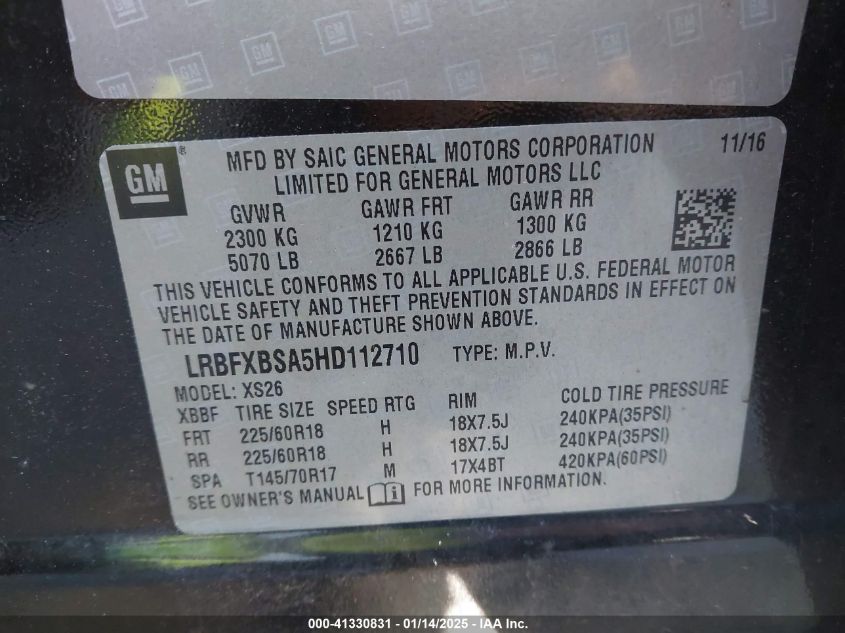 GM GM GM
GM ® MFD BY SAIC GENERAL MOTORS CORPORATION 11/16
LIMITED FOR GENERAL MOTORS LLC
GVWR GAWR FRT GAWR RR
2300 KG 1210 KG 1300 KG
5070 LB 2667 LB 2866 LB
THIS VEHICLE CONFORMS TO ALL APPLICABLE U.S. FEDERAL MOTOR
VEHICLE SAFETY AND THEFT PREVENTION STANDARDS IN EFFECT ON
THE DATE OF MANUFACTURE SHOWN ABOVE.
LRBFXBSA5HD112710 TYPE: M.P.V.
MODEL: XS26
XBBF TIRE SIZE SPEED RTG RIM COLD TIRE PRESSURE
FRT 225/60R18 H 18X7.5J 240KPA(35PSI)
RR 225/60R18 H 18X7.5J 240KPA(35PSI)
SPA T145/70R17 M 17X4BT 420KPA(60PSI)
SEE OWNER'S MANUAL i FOR MORE INFORMATION.
000-41330831 - 01/14/2025 - IAA Inc.